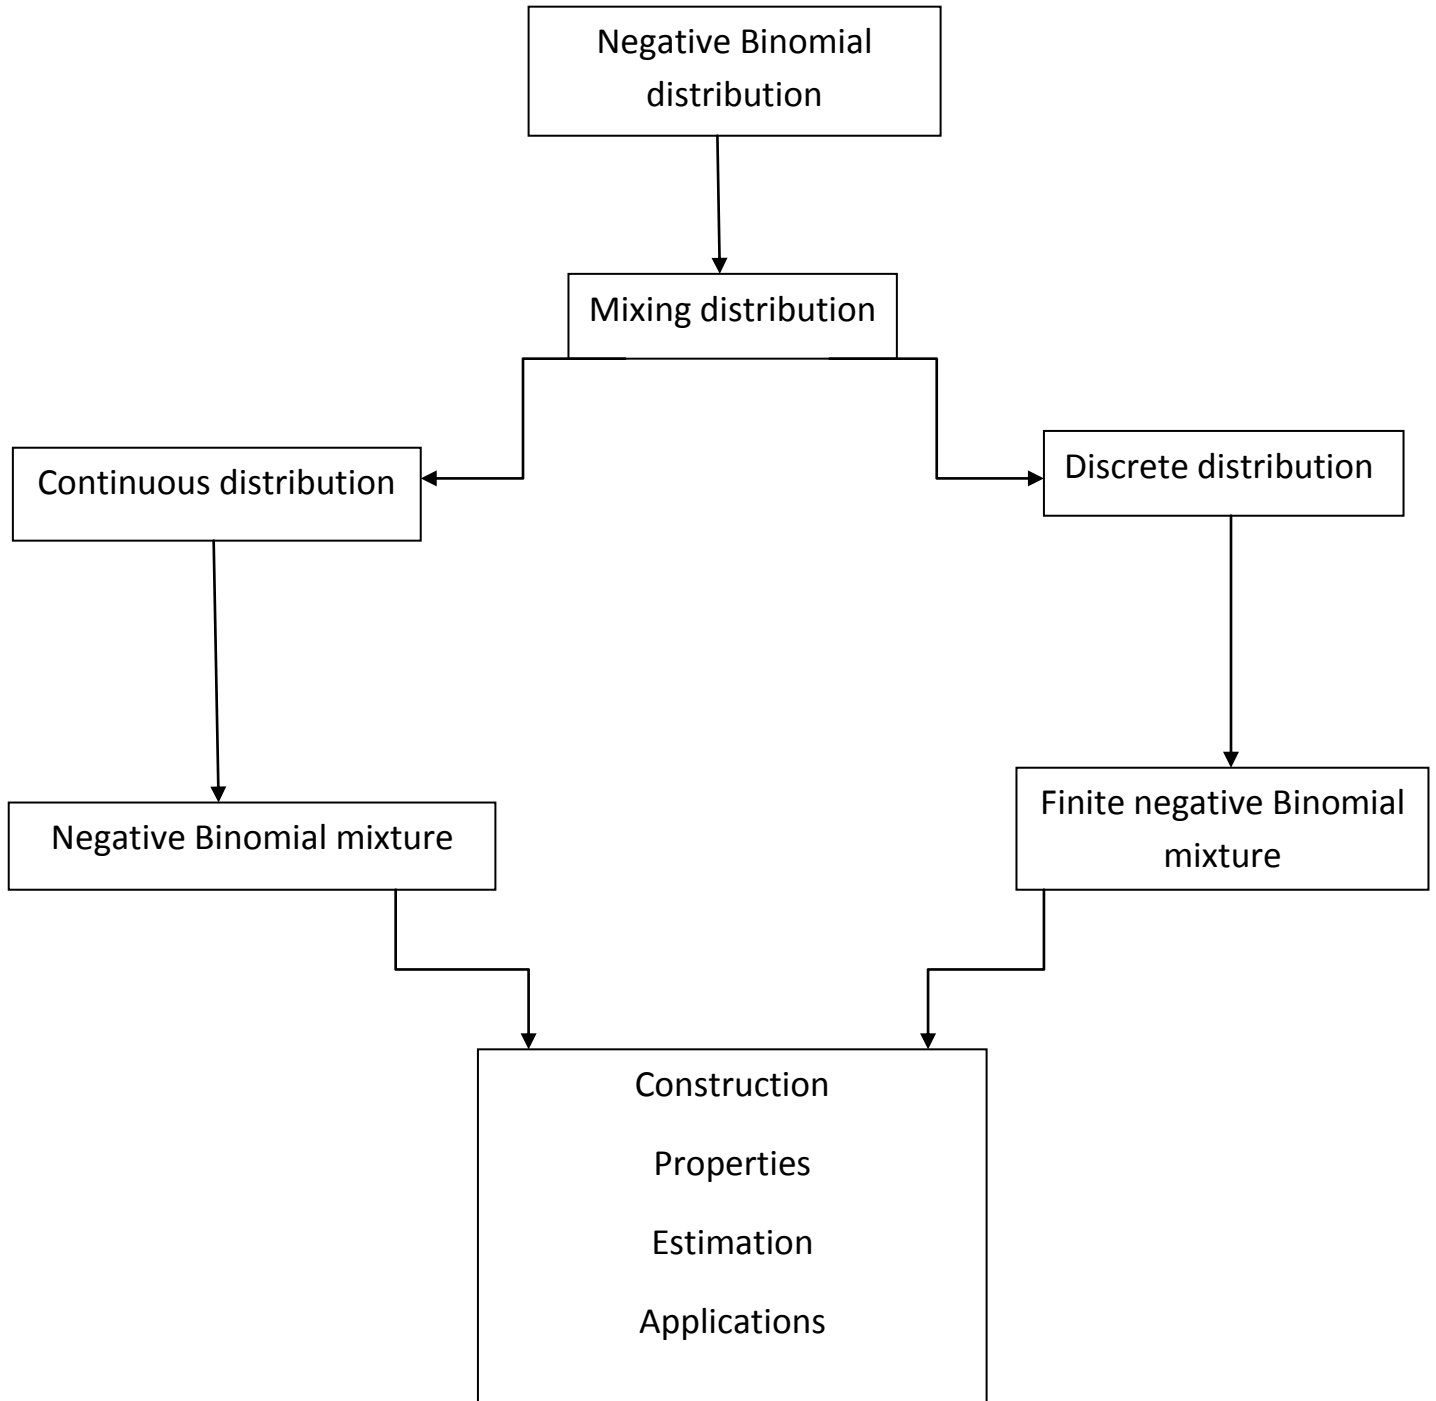 Negative Binomial
distribution
Mixing distribution
Continuous distribution
Discrete distribution
Negative Binomial mixture
Finite negative Binomial
mixture
Construction
Properties
Estimation
Applications